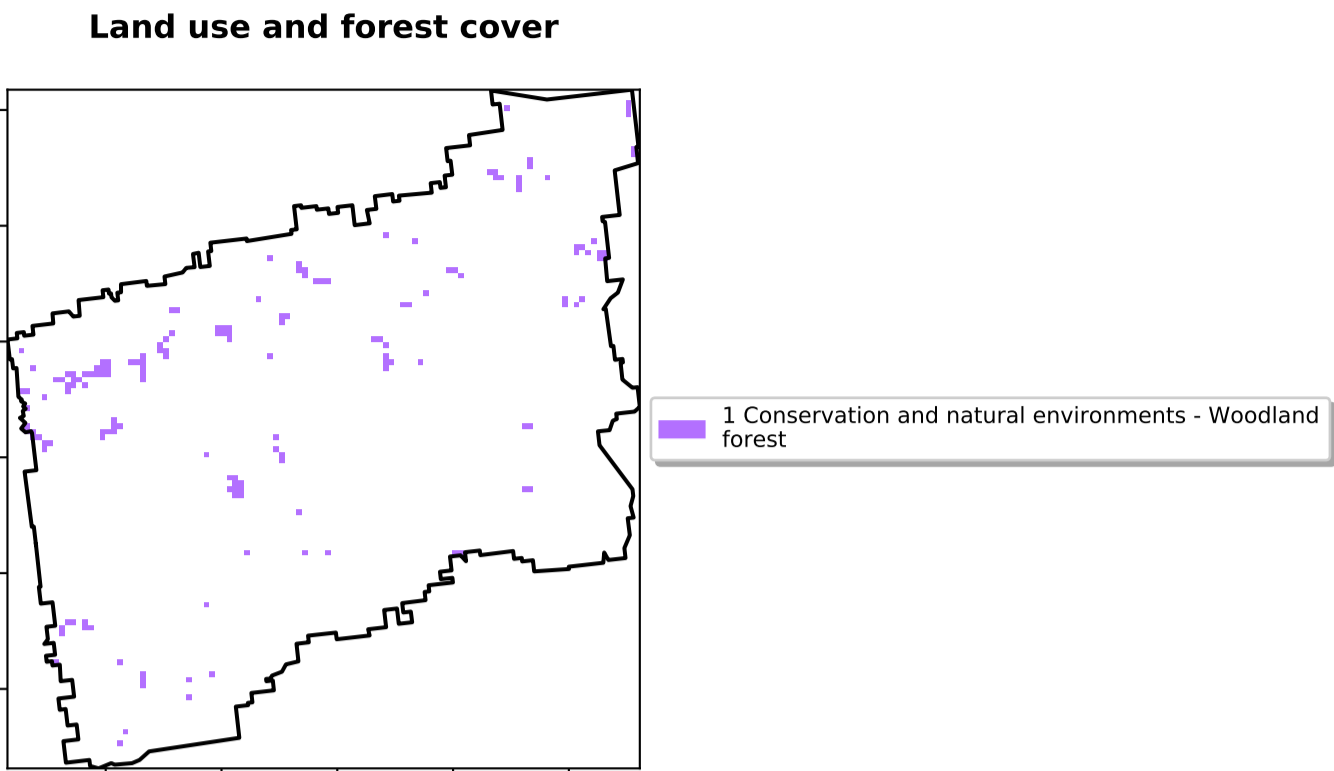 Land use and forest cover
1 Conservation and natural environments - Woodland
forest